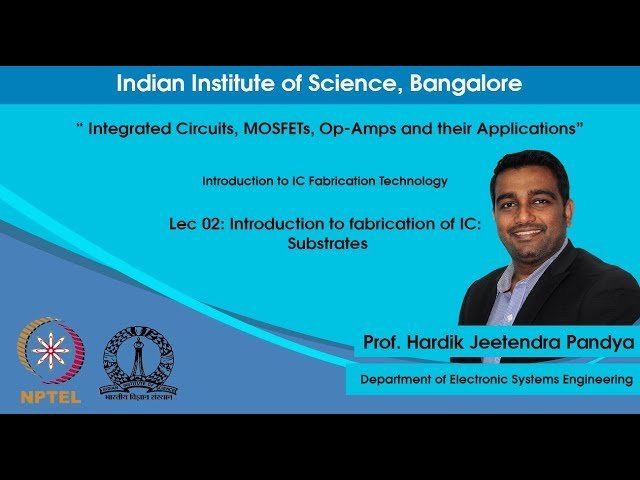 Indian Institute of Science, Bangalore
“ Integrated Circuits, MOSFETs, Op-Amps and their Applications”
Introduction to IC Fabrication Technology
Lec 02: Introduction to fabrication of IC:
Substrates
Prof. Hardik Jeetendra Pandya
Department of Electronic Systems Engineering
NPTEL
भारतीय विज्ञान संस्थान